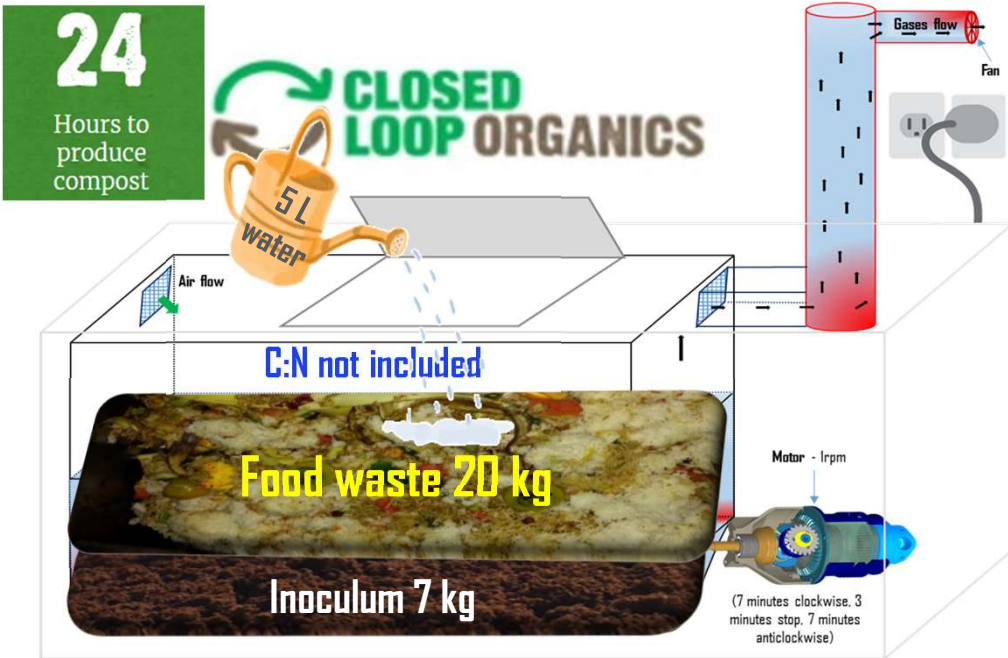 24
Hours to
produce
compost
CLOSED
LOOP ORGANICS
Gases flow
Fan
5 L
water
Air flow
C:N not included
Food waste 20 kg
Motor - 1rpm
Inoculum 7 kg
(7 minutes clockwise, 3
minutes stop, 7 minutes
anticlockwise)